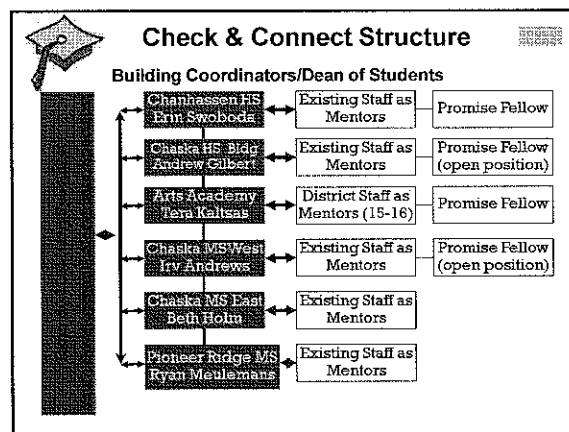 Check & Connect Structure
Building Coordinators/Dean of Students
Chanhassen HS
Erin Swoboda
Existing Staff as
Mentors
Promise Fellow
Chaska HS Bldg
Andrew Gilbert
Existing Staff as
Mentors
Promise Fellow
(open position)
Arts Academy
Tera Kaltsas
District Staff as
Mentors (15-16)
Promise Fellow
Chaska MS West
Irv Andrews
Existing Staff as
Mentors
Promise Fellow
(open position)
Chaska MS East
Beth Holm
Existing Staff as
Mentors
Pioneer Ridge MS
Ryan Meulemans
Existing Staff as
Mentors